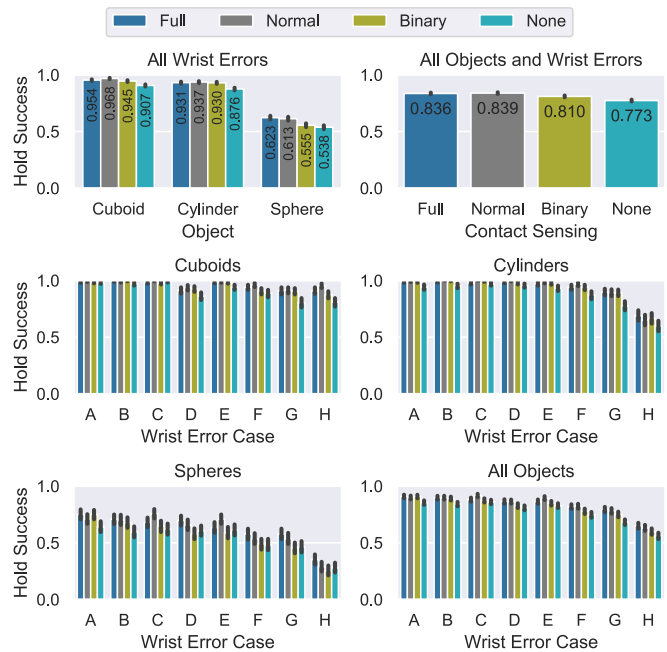 Full Normal Binary None
All Wrist Errors
Hold Success
1.0
0.5
0.0
0.954 0.968 0.945 0.907 0.931 0.937 0.930 0.876 0.623 0.613 0.555 0.538
Cuboid Cylinder Sphere
Object
All Objects and Wrist Errors
1.0
0.5
0.0
0.836 0.839 0.810 0.773
Full Normal Binary None
Contact Sensing
Cuboids
Hold Success
1.0
0.5
0.0
A B C D E F G H
Wrist Error Case
Cylinders
1.0
0.5
0.0
A B C D E F G H
Wrist Error Case
Spheres
Hold Success
1.0
0.5
0.0
A B C D E F G H
Wrist Error Case
All Objects
1.0
0.5
0.0
A B C D E F G H
Wrist Error Case